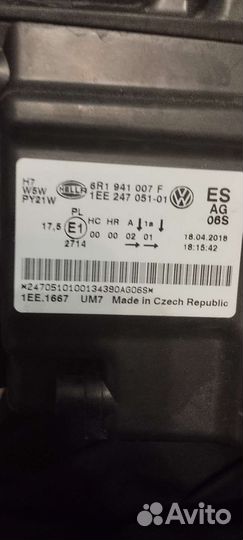 H7
W5W
PY21W
HELLA
6R1 941 007 F
1EE 247 051-01
ES
AG
06S
PL
17,5
E1
2714
HC HR A 1a
00 00 02 01
18.04.2018
18:15:42
*2470510100134390AG06S*
1EE.1667 UM7 Made in Czech Republic
Avito